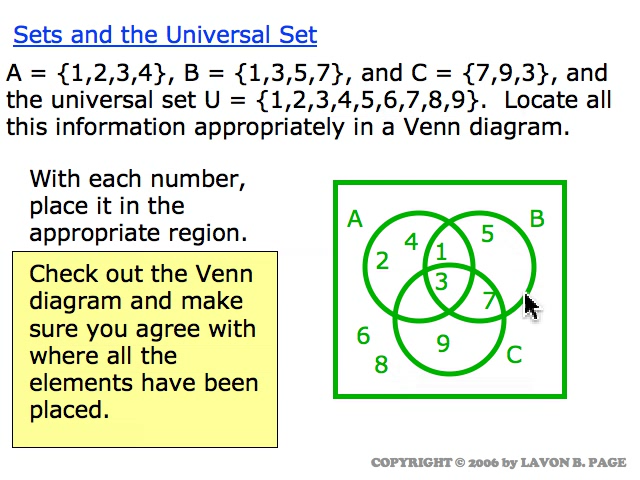 Sets and the Universal Set
A = {1,2,3,4}, B = {1,3,5,7}, and C = {7,9,3}, and
the universal set U = {1,2,3,4,5,6,7,8,9}.  Locate all
this information appropriately in a Venn diagram.
With each number,
place it in the
appropriate region.
Check out the Venn
diagram and make
sure you agree with
where all the
elements have been
placed.
A
B
4
5
2
1
3
7
6
9
8
C
COPYRIGHT © 2006 by LAVON B. PAGE